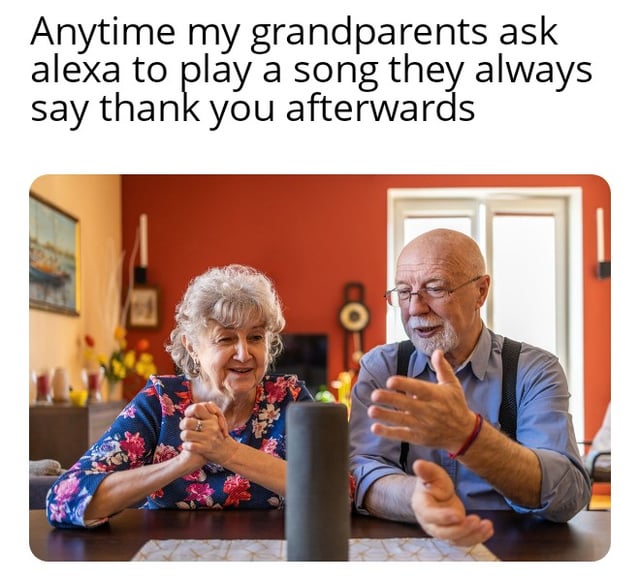 Anytime my grandparents ask
alexa to play a song they always
say thank you afterwards